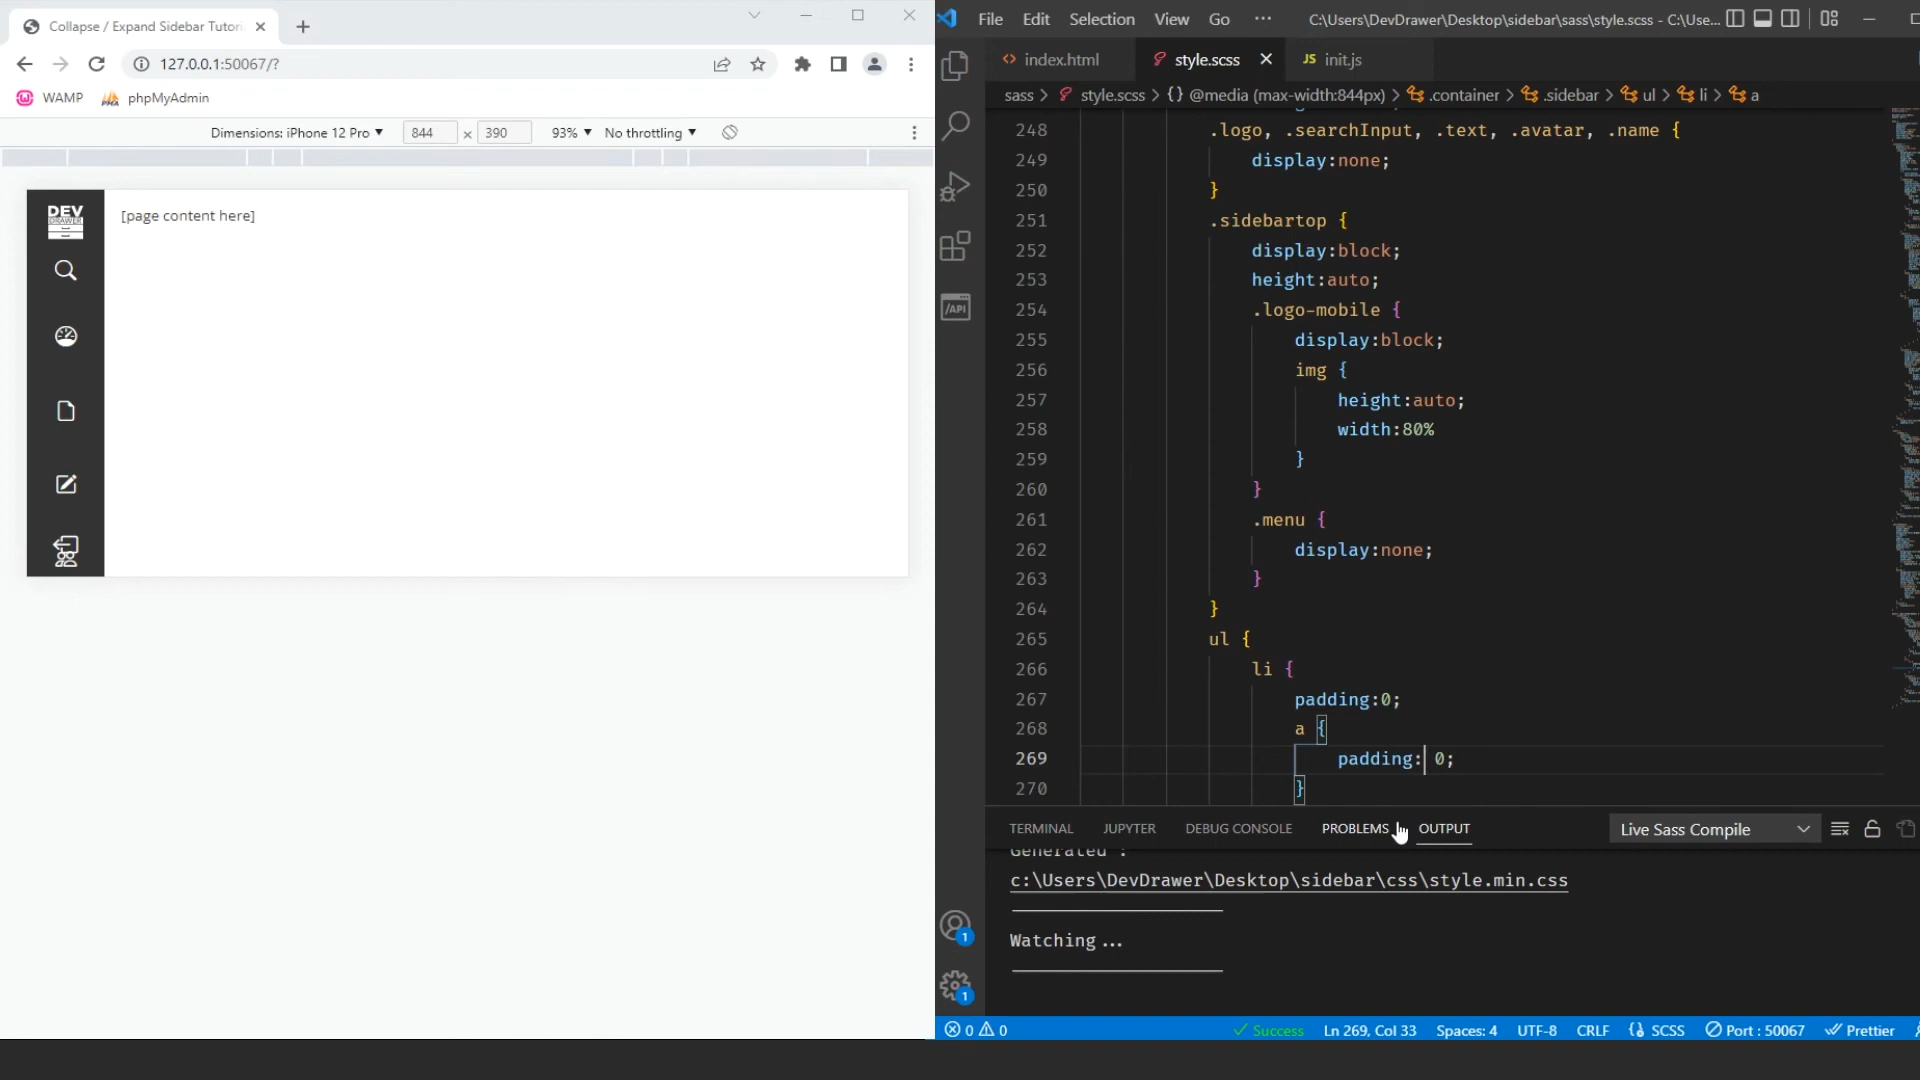 Collapse / Expand Sidebar Tutori
127.0.0.1:50067/?
WAMP
phpMyAdmin
Dimensions: iPhone 12 Pro ▼ 844 x 390 93% ▼ No throttling ▼
DEV
DRAWER
[page content here]
File Edit Selection View Go ··· C:\Users\DevDrawer\Desktop\sidebar\sass\style.scss - C:\Use...
index.html
style.scss
JS init.js
sass > style.scss > {} @media (max-width:844px) > .container > .sidebar > ul > li > a
/API
248 .logo, .searchInput, .text, .avatar, .name {
249 display:none;
250 }
251 .sidebartop {
252 display:block;
253 height:auto;
254 .logo-mobile {
255 display:block;
256 img {
257 height:auto;
258 width:80%
259 }
260 }
261 .menu {
262 display:none;
263 }
264 }
265 ul {
266 li {
267 padding:0;
268 a {
269 padding: 0;
270 }
TERMINAL JUPYTER DEBUG CONSOLE PROBLEMS OUTPUT Live Sass Compile
Generated :
c:\Users\DevDrawer\Desktop\sidebar\css\style.min.css
Watching...
1
1
0 0 Success Ln 269, Col 33 Spaces: 4 UTF-8 CRLF SCSS Port : 50067 Prettier